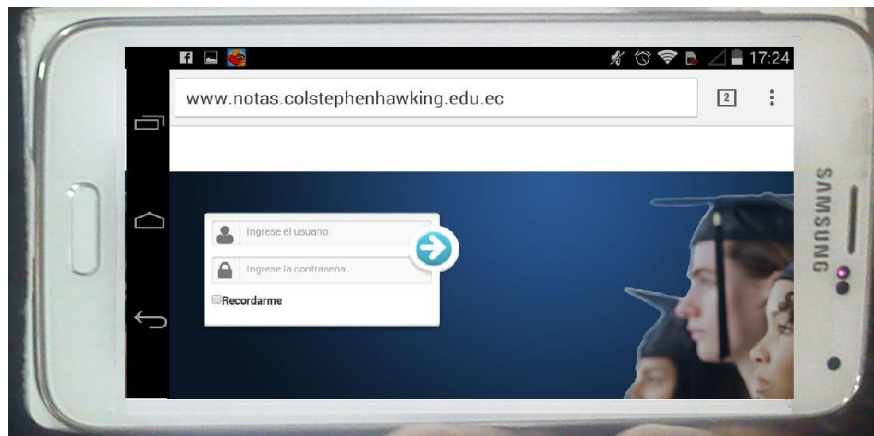 17:24
www.notas.colstephenhawking.edu.ec
2
Ingrese el usuario
Ingrese la contrasena
Recordarme
SAMSUNG